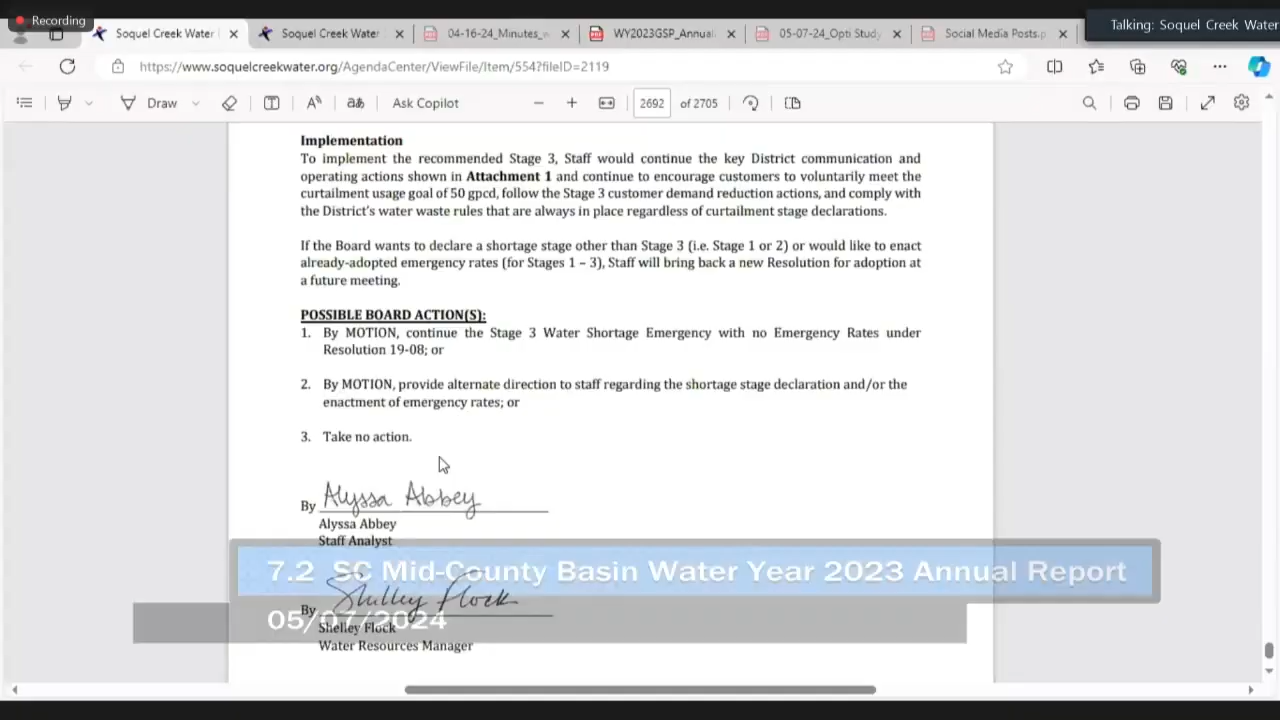 Recording
Talking: Soquel Creek Water
Soquel Creek Water
Soquel Creek Water
04-16-24_Minutes_
WY2023GSP_Annual
05-07-24_Opti Study
Social Media Posts.p
https://www.soquelcreekwater.org/AgendaCenter/ViewFile/Item/554?fileID=2119
Draw
Ask Copilot
2692 of 2705
Implementation
To implement the recommended Stage 3, Staff would continue the key District communication and
operating actions shown in Attachment 1 and continue to encourage customers to voluntarily meet the
curtailment usage goal of 50 gpcd, follow the Stage 3 customer demand reduction actions, and comply with
the District's water waste rules that are always in place regardless of curtailment stage declarations.
If the Board wants to declare a shortage stage other than Stage 3 (i.e. Stage 1 or 2) or would like to enact
already-adopted emergency rates (for Stages 1 – 3), Staff will bring back a new Resolution for adoption at
a future meeting.
POSSIBLE BOARD ACTION(S):
1. By MOTION, continue the Stage 3 Water Shortage Emergency with no Emergency Rates under
Resolution 19-08; or
2. By MOTION, provide alternate direction to staff regarding the shortage stage declaration and/or the
enactment of emergency rates; or
3. Take no action.
By Alyssa Abbey
Alyssa Abbey
Staff Analyst
7.2 SC Mid-County Basin Water Year 2023 Annual Report
By Shelley Flock
05/07/2024
Shelley Flock
Water Resources Manager